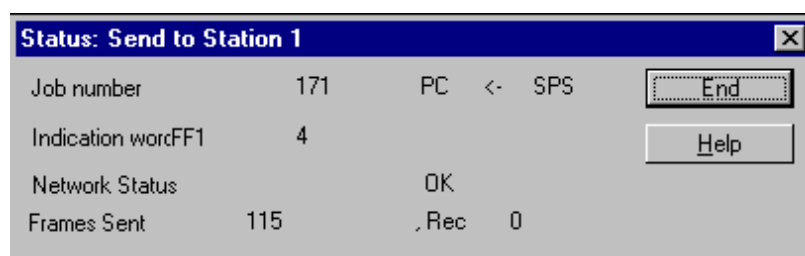 Status: Send to Station 1
Job number 171 PC <- SPS End
Indication worcFF1 4 Help
Network Status OK
Frames Sent 115 , Rec 0